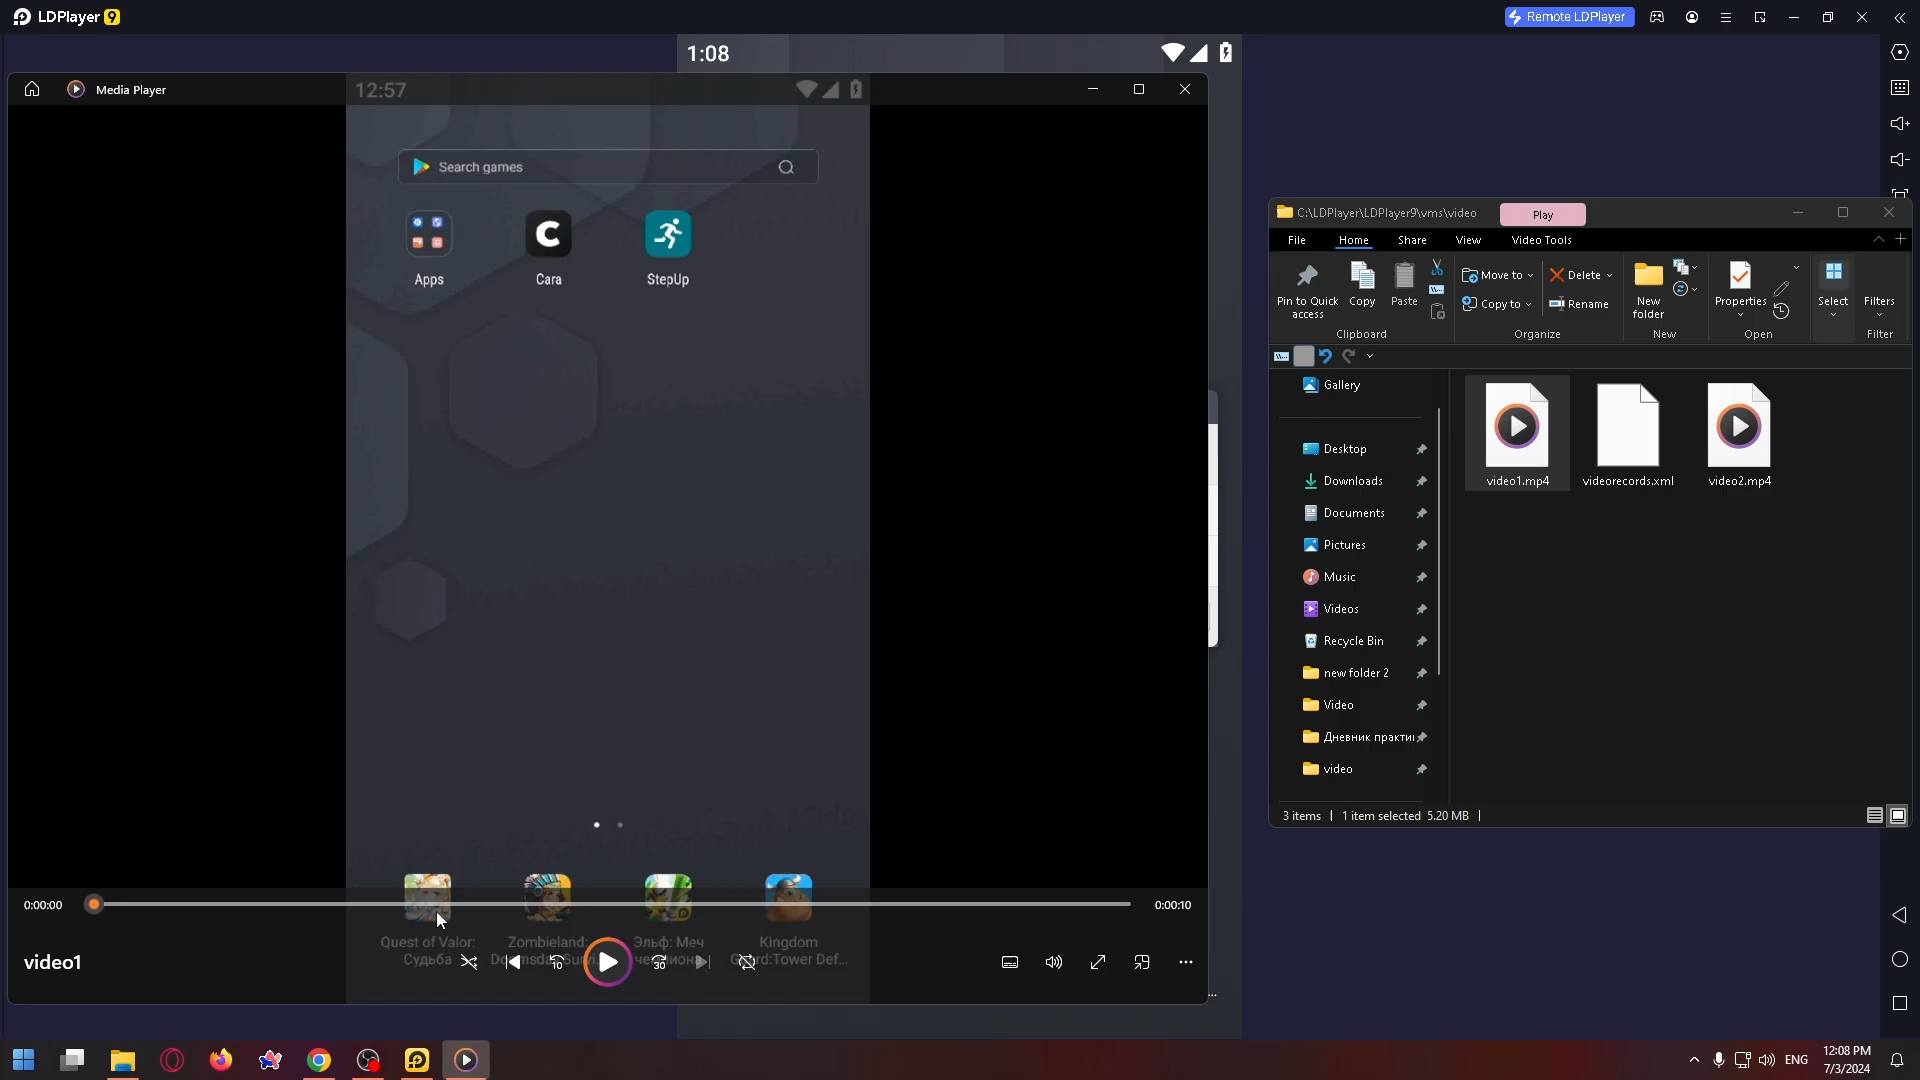 LDPlayer 9
Remote LDPlayer
1:08
Media Player
12:57
Search games
Apps
Cara
StepUp
Quest of Valor:
Судьба
Zombieland:
Эльф: Меч
Kingdom
0:00:00
0:00:10
video1
10
30
C:\LDPlayer\LDPlayer9\vms\video
Play
File
Home
Share
View
Video Tools
Pin to Quick
access
Copy
Paste
Move to
Copy to
Delete
Rename
New
folder
Properties
Select
Filters
Clipboard
Organize
New
Open
Filter
Gallery
Desktop
Downloads
Documents
Pictures
Music
Videos
Recycle Bin
new folder 2
Video
Дневник практи
video
video1.mp4
videorecords.xml
video2.mp4
3 items
1 item selected 5.20 MB
ENG
12:08 PM
7/3/2024